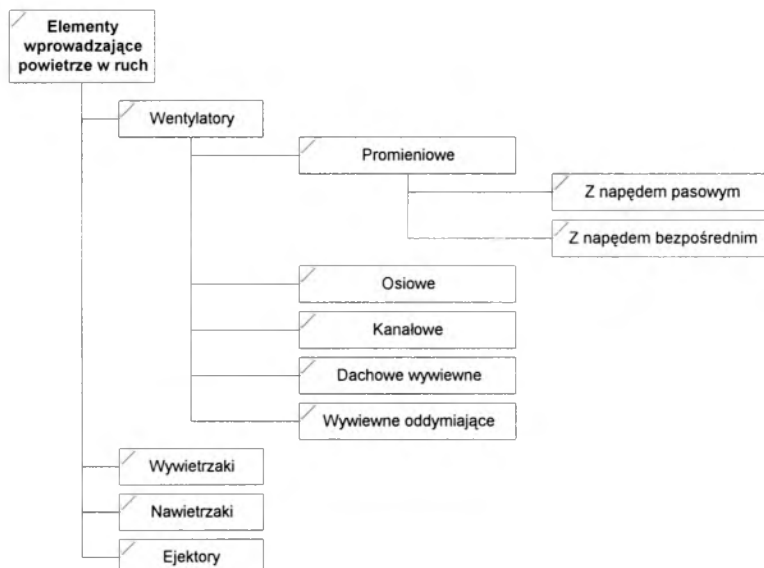 Elementy
wprowadzające
powietrze w ruch
Wentylatory
Promieniowe
Z napędem pasowym
Z napędem bezpośrednim
Osiowe
Kanałowe
Dachowe wywiewne
Wywiewne oddymiające
Wywietrzaki
Nawietrzaki
Ejektory